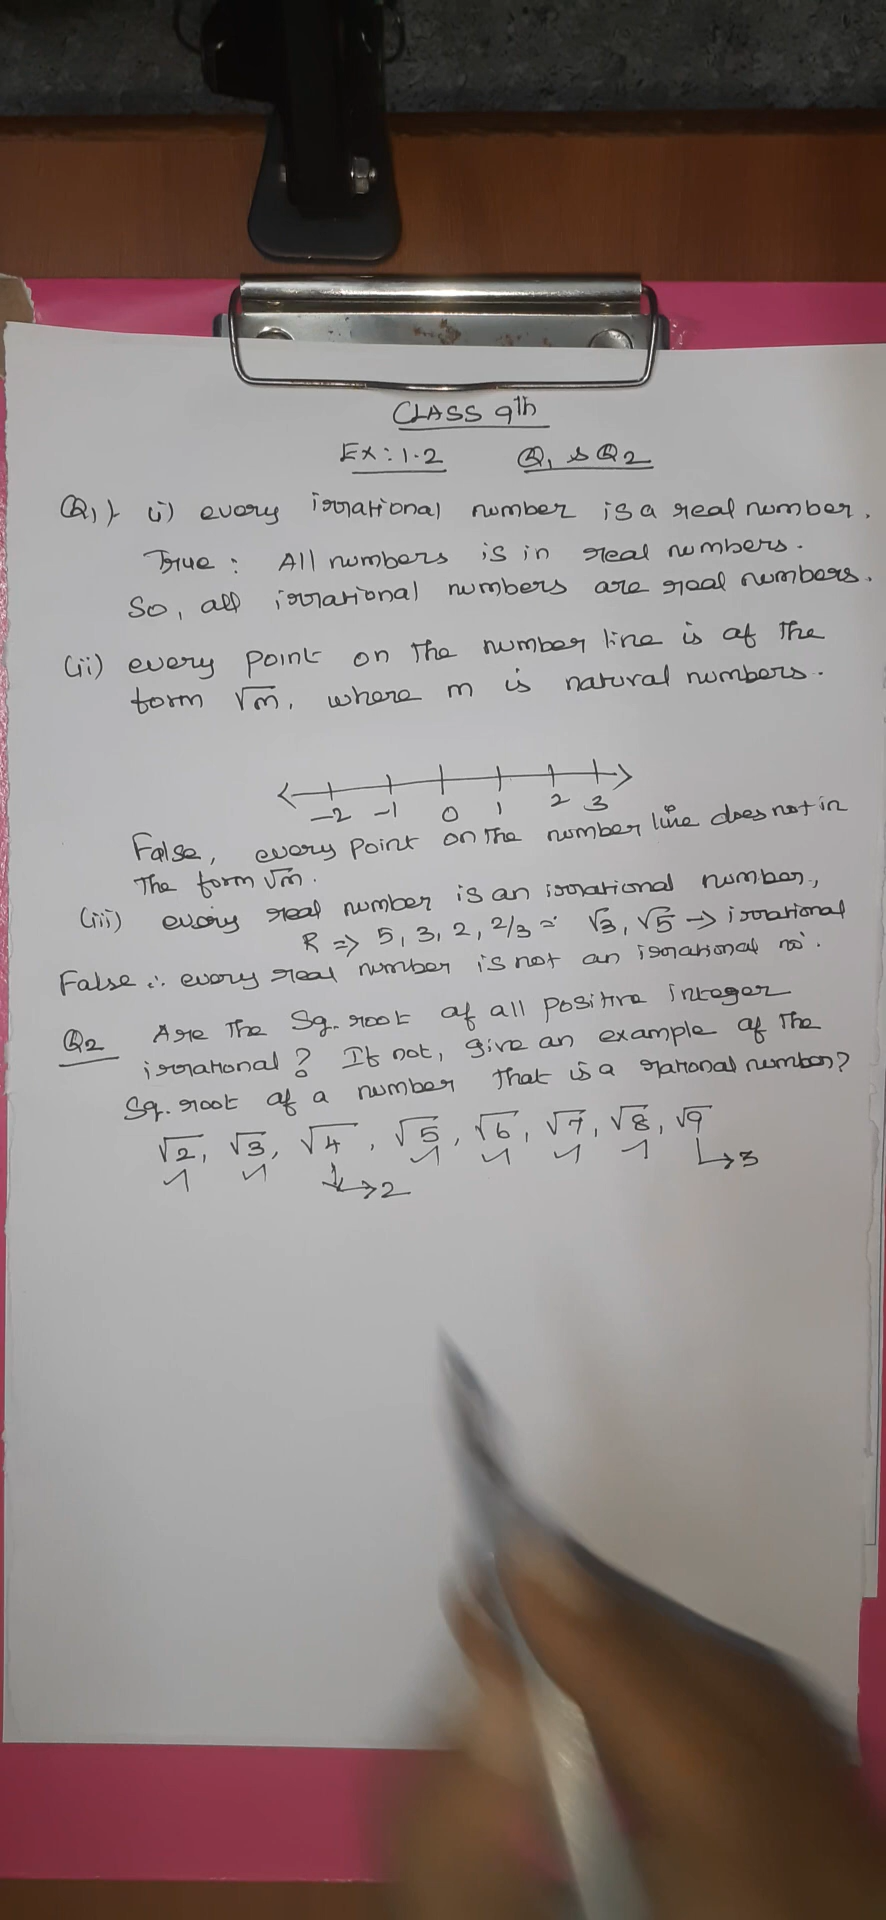 CLASS 9th
Ex: 1.2 Q1 & Q2
Q1) (i) every irrational number is a real number.
True: All numbers is in real numbers.
So, all irrational numbers are real numbers.
(ii) every point on the number line is of the
form √m, where m is natural numbers.
-2 -1 0 1 2 3
False, every point on the number line does not in
the form √m.
(iii) every real number is an irrational number,
R => 5, 3, 2, 2/3 = √3, √5 → irrational
False ∴ every real number is not an irrational no.
Q2 Are the Sq. root of all positive integer
irrational? If not, give an example of the
Sq. root of a number that is a rational number?
√2, √3, √4, √5, √6, √7, √8, √9
→2 →3